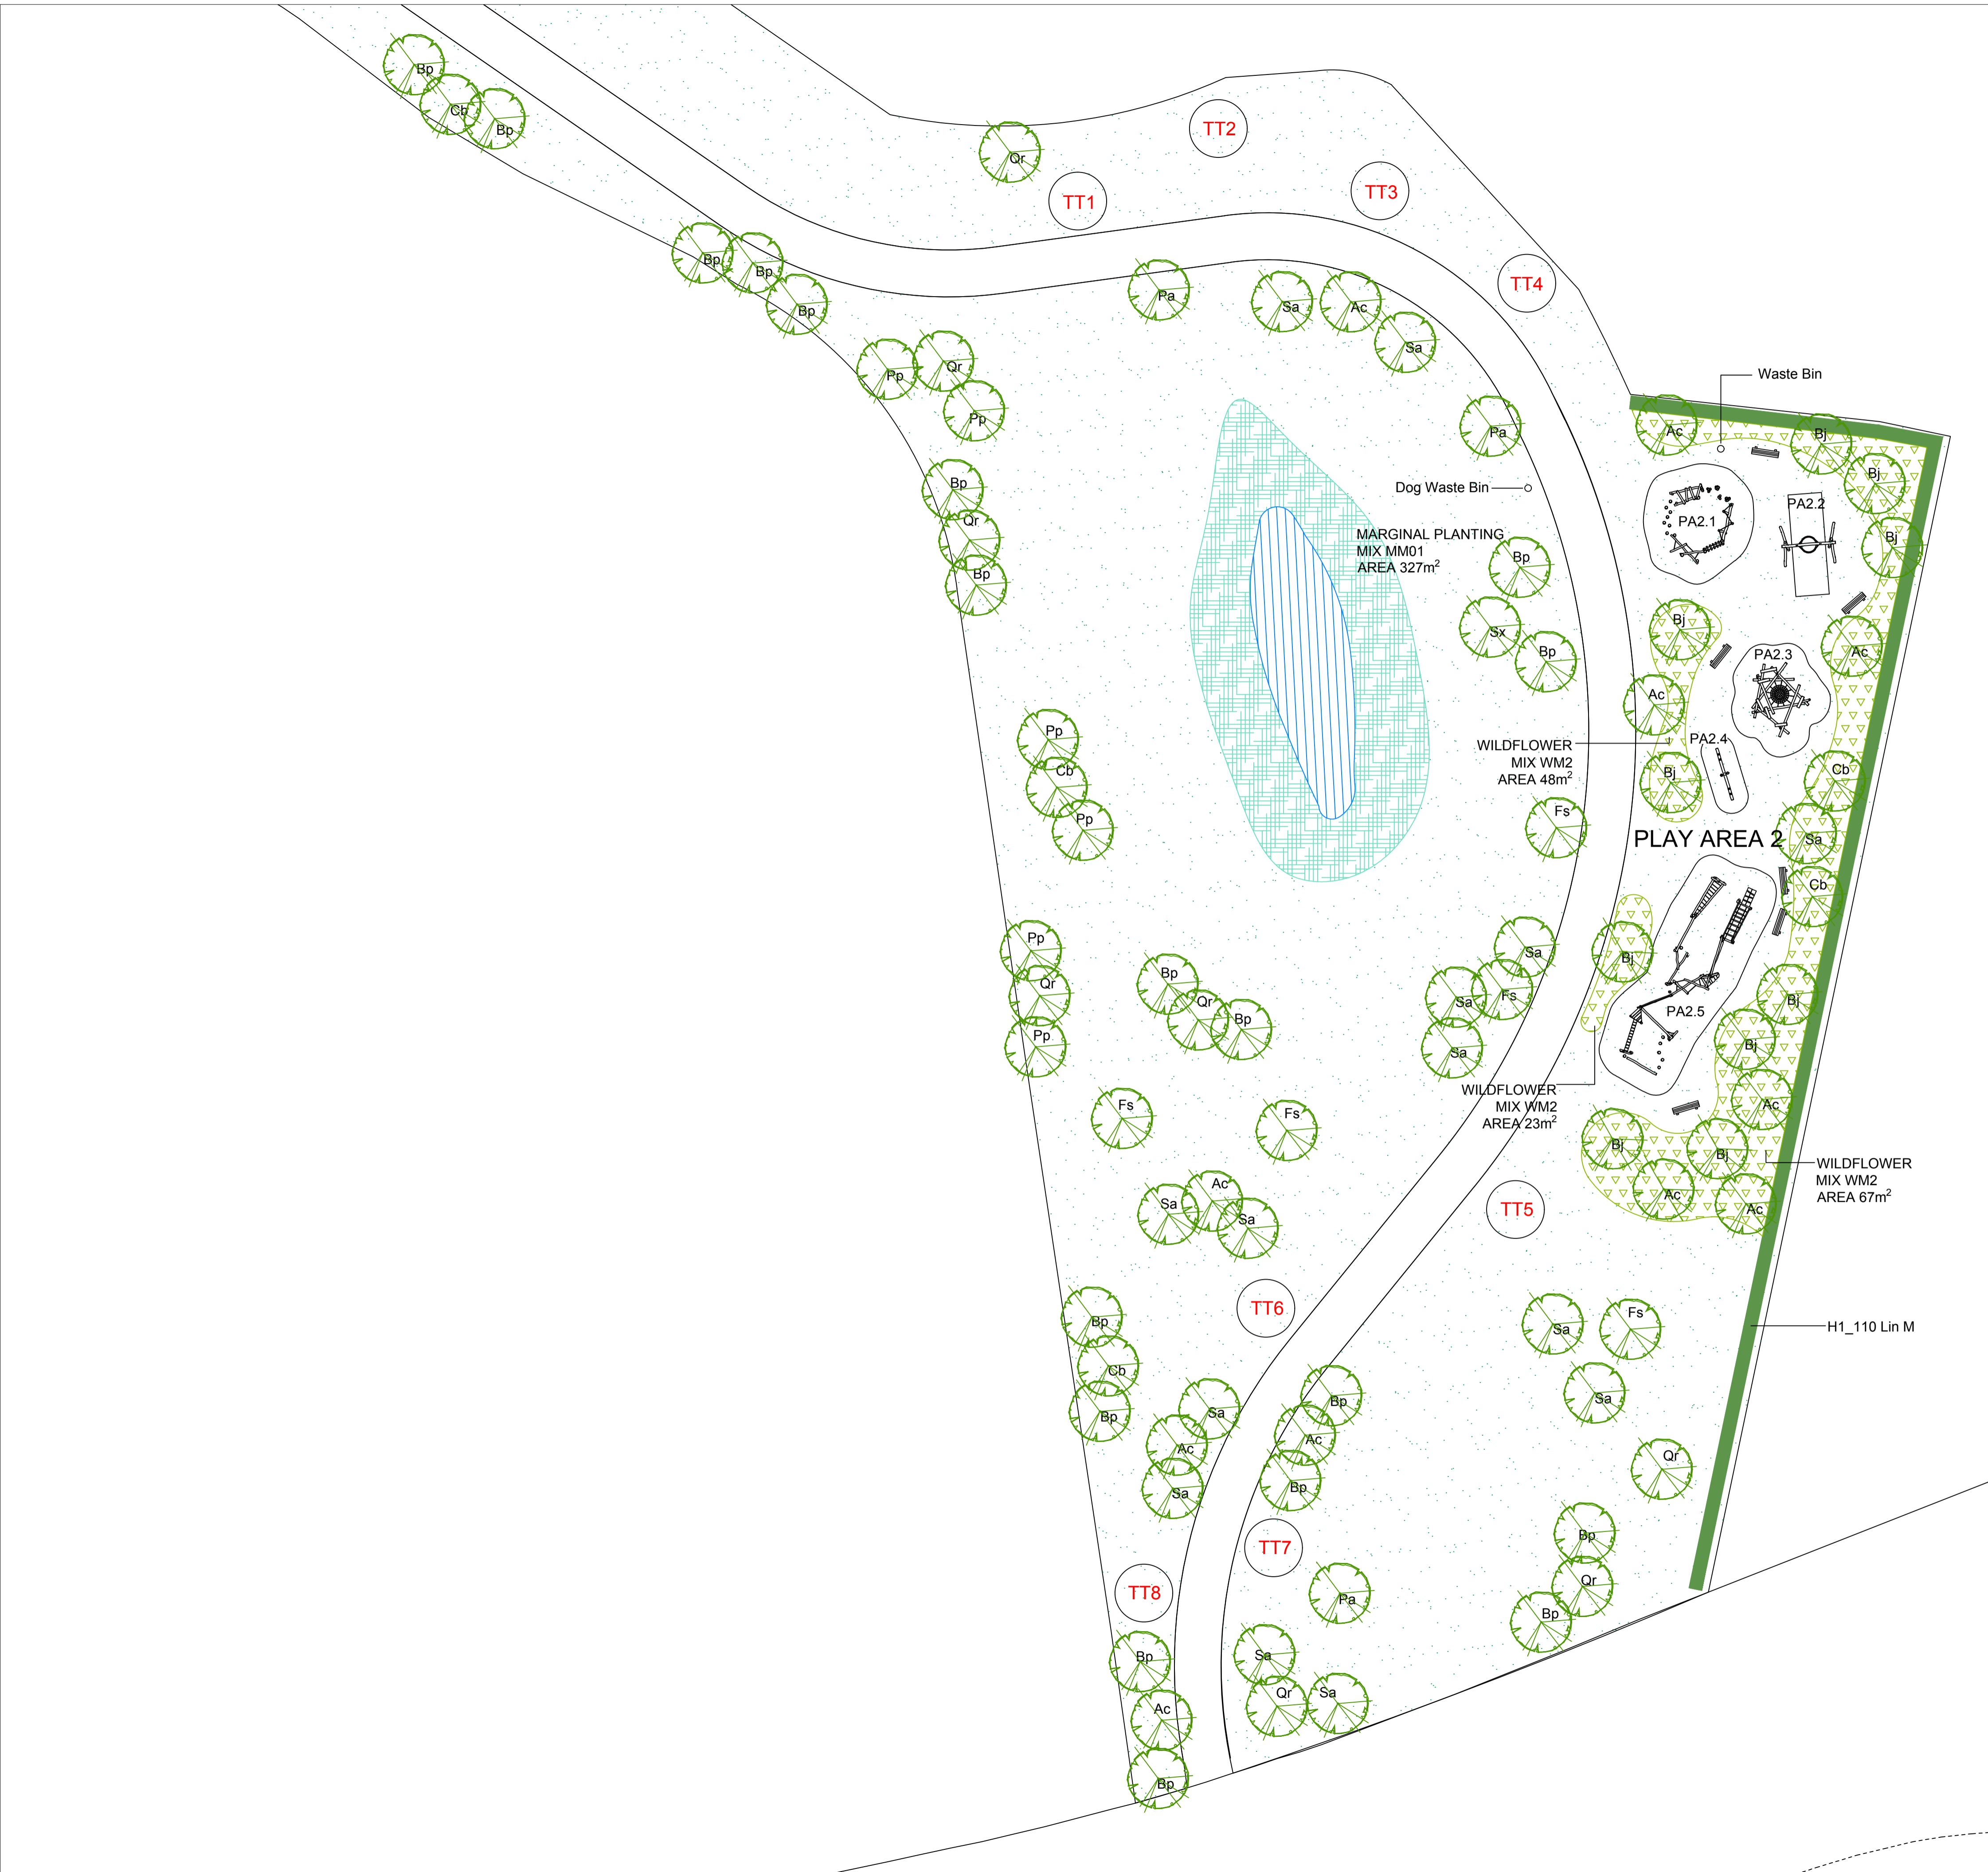 Bp
Cb
Bp
Qr
TT2
TT1
TT3
Bp
Bp
Bp
TT4
Pa
Sa
Ac
Sa
Pp
Qr
Pp
Waste Bin
Pa
Ac
Bj
Bj
Bj
Dog Waste Bin
PA2.1
PA2.2
Bp
Qr
Bp
MARGINAL PLANTING
MIX MM01
AREA 327m²
Bp
Sx
Bp
Bj
PA2.3
Ac
Ac
Pp
Cb
Pp
WILDFLOWER
MIX WM2
AREA 48m²
PA2.4
Bj
Cb
Fs
PLAY AREA 2
Sa
Cb
Pp
Qr
Pp
Bp
Qr
Bp
Sa
Sa
Fs
Sa
Bj
PA2.5
Bj
Bj
Fs
Fs
WILDFLOWER
MIX WM2
AREA 23m²
Ac
Bj
Bj
Ac
Ac
WILDFLOWER
MIX WM2
AREA 67m²
Sa
Ac
Sa
TT5
TT6
Bp
Cb
Bp
Sa
Fs
Sa
H1_110 Lin M
Sa
Ac
Sa
Bp
Ac
Bp
Qr
TT7
TT8
Pa
Bp
Qr
Bp
Bp
Ac
Bp
Sa
Qr
Sa